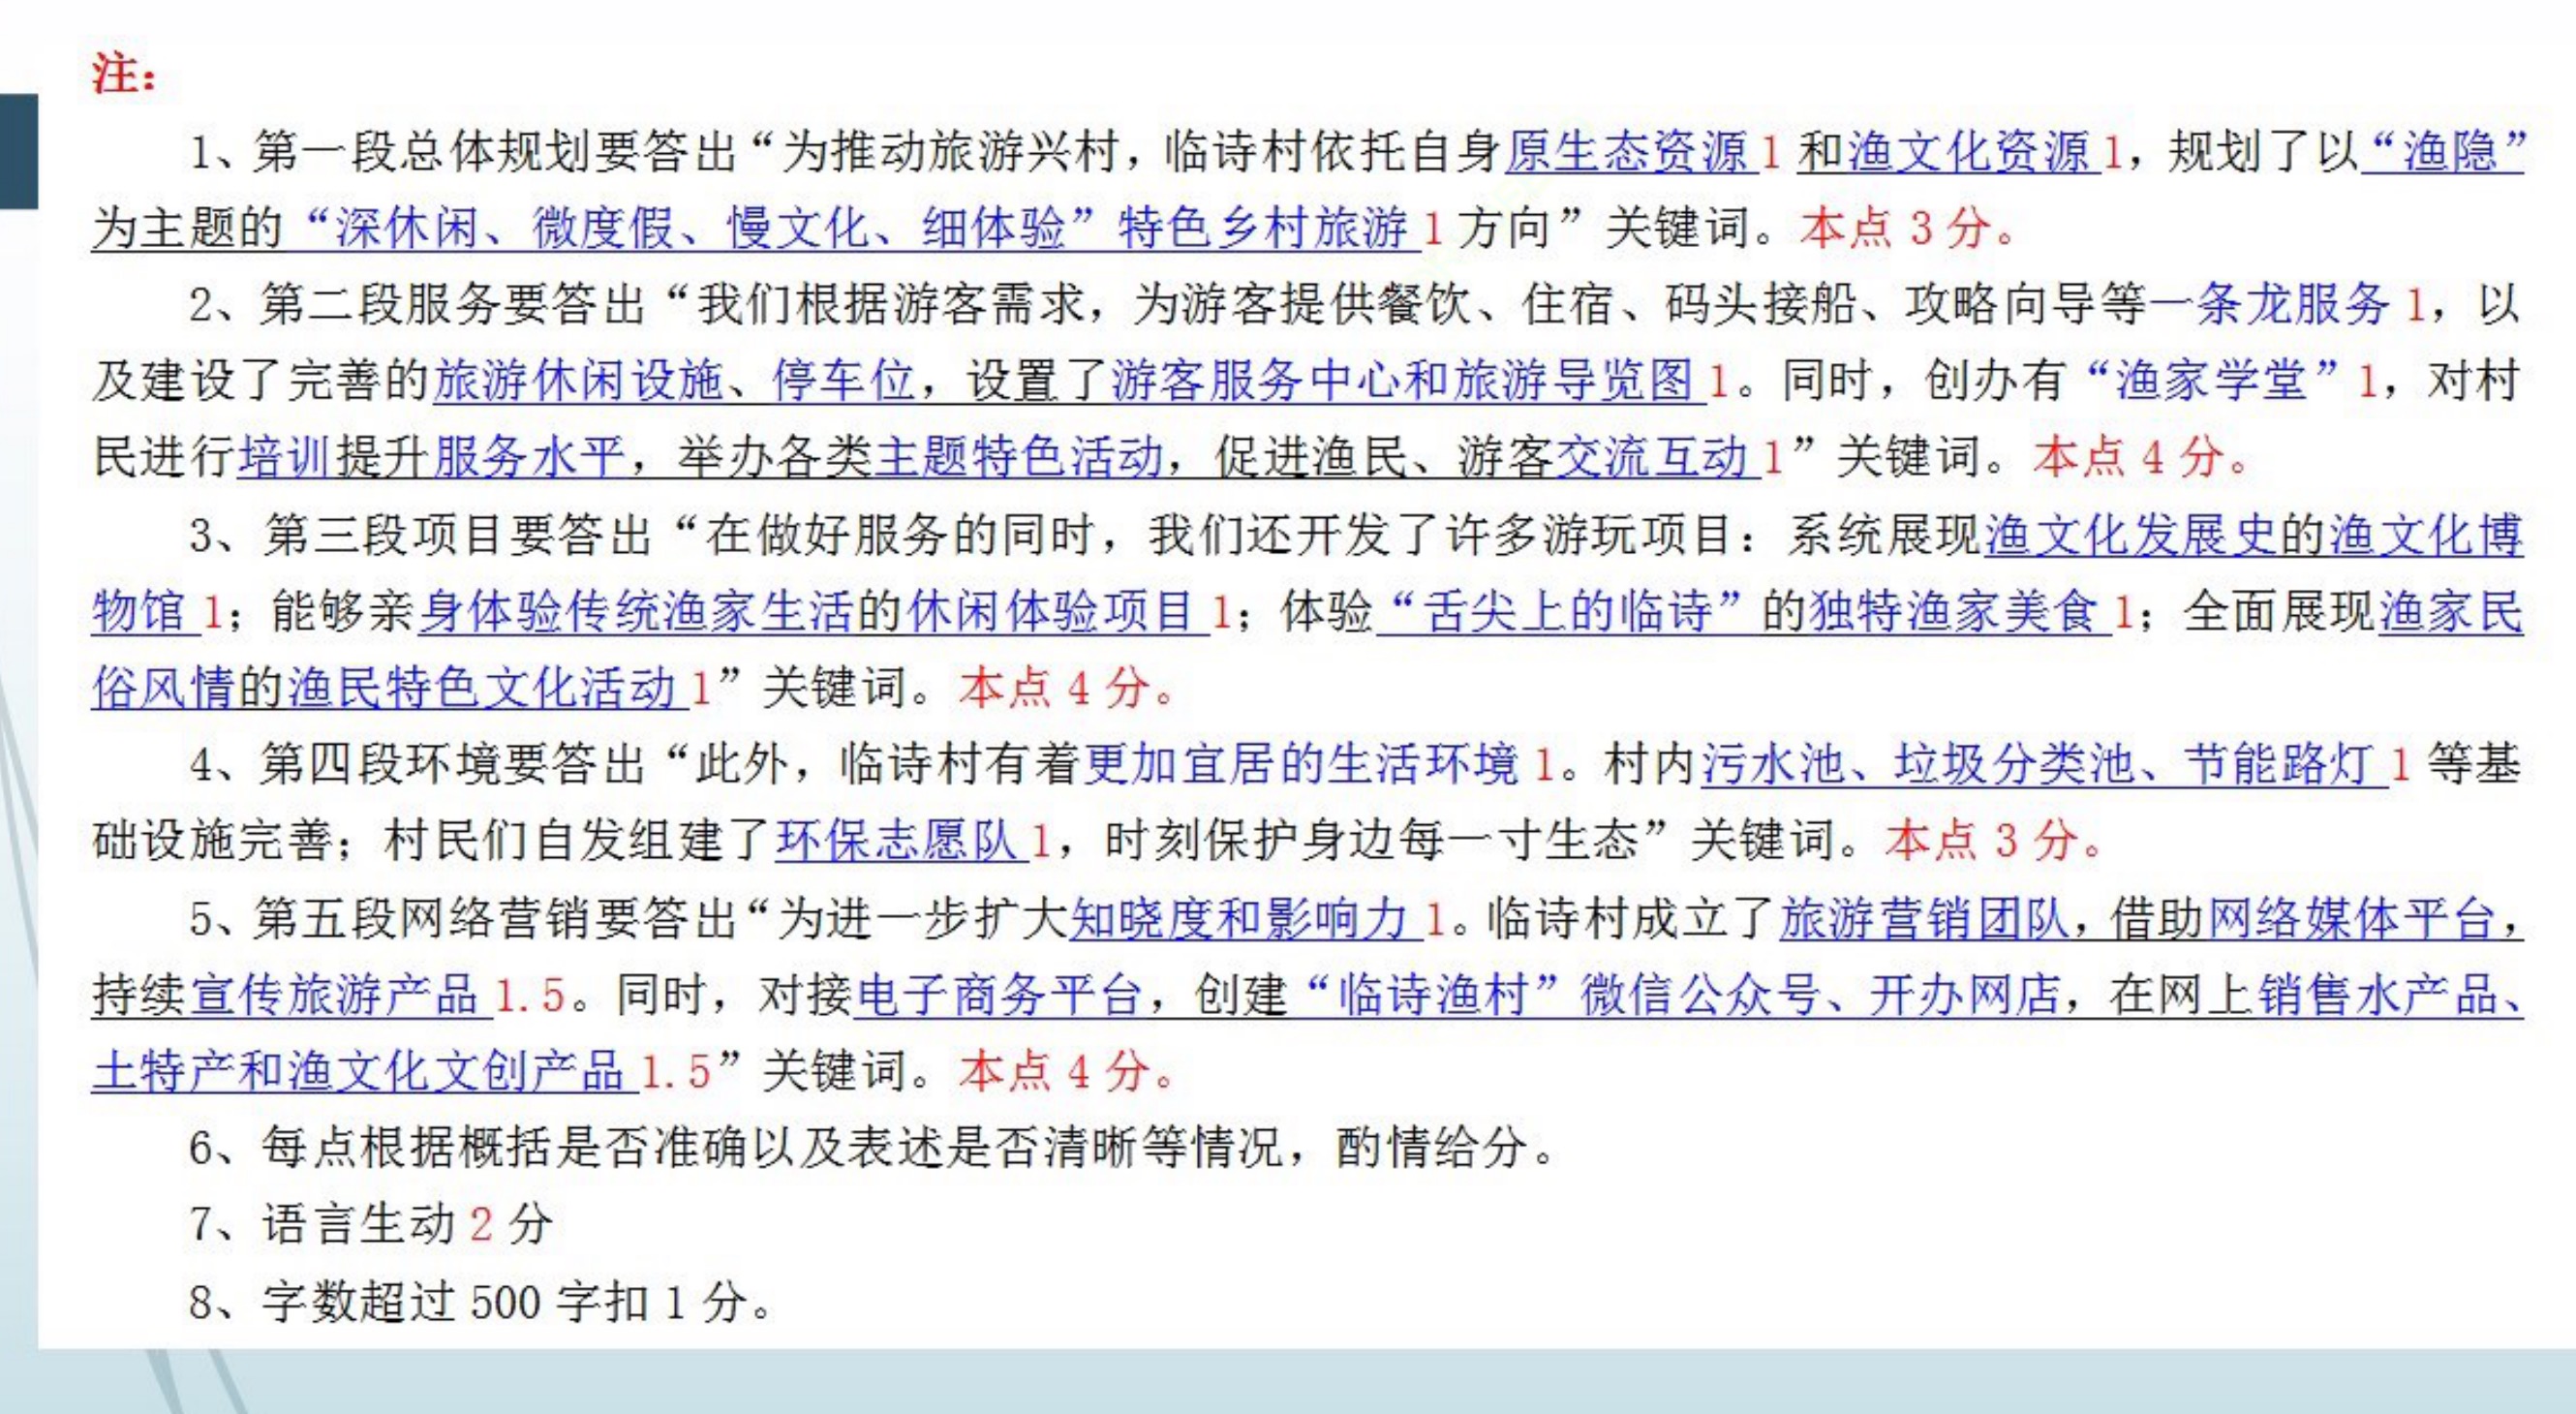 注：
1、第一段总体规划要答出“为推动旅游兴村，临诗村依托自身原生态资源 1 和渔文化资源 1，规划了以“渔隐”
为主题的“深休闲、微度假、慢文化、细体验”特色乡村旅游 1 方向”关键词。本点 3 分。
2、第二段服务要答出“我们根据游客需求，为游客提供餐饮、住宿、码头接船、攻略向导等一条龙服务 1，以
及建设了完善的旅游休闲设施、停车位，设置了游客服务中心和旅游导览图 1。同时，创办有“渔家学堂”1，对村
民进行培训提升服务水平，举办各类主题特色活动，促进渔民、游客交流互动 1”关键词。本点 4 分。
3、第三段项目要答出“在做好服务的同时，我们还开发了许多游玩项目：系统展现渔文化发展史的渔文化博
物馆 1；能够亲身体验传统渔家生活的休闲体验项目 1；体验“舌尖上的临诗”的独特渔家美食 1；全面展现渔家民
俗风情的渔民特色文化活动 1”关键词。本点 4 分。
4、第四段环境要答出“此外，临诗村有着更加宜居的生活环境 1。村内污水池、垃圾分类池、节能路灯 1 等基
础设施完善；村民们自发组建了环保志愿队 1，时刻保护身边每一寸生态”关键词。本点 3 分。
5、第五段网络营销要答出“为进一步扩大知晓度和影响力 1。临诗村成立了旅游营销团队，借助网络媒体平台，
持续宣传旅游产品 1.5。同时，对接电子商务平台，创建“临诗渔村”微信公众号、开办网店，在网上销售水产品、
土特产和渔文化文创产品 1.5”关键词。本点 4 分。
6、每点根据概括是否准确以及表述是否清晰等情况，酌情给分。
7、语言生动 2 分
8、字数超过 500 字扣 1 分。